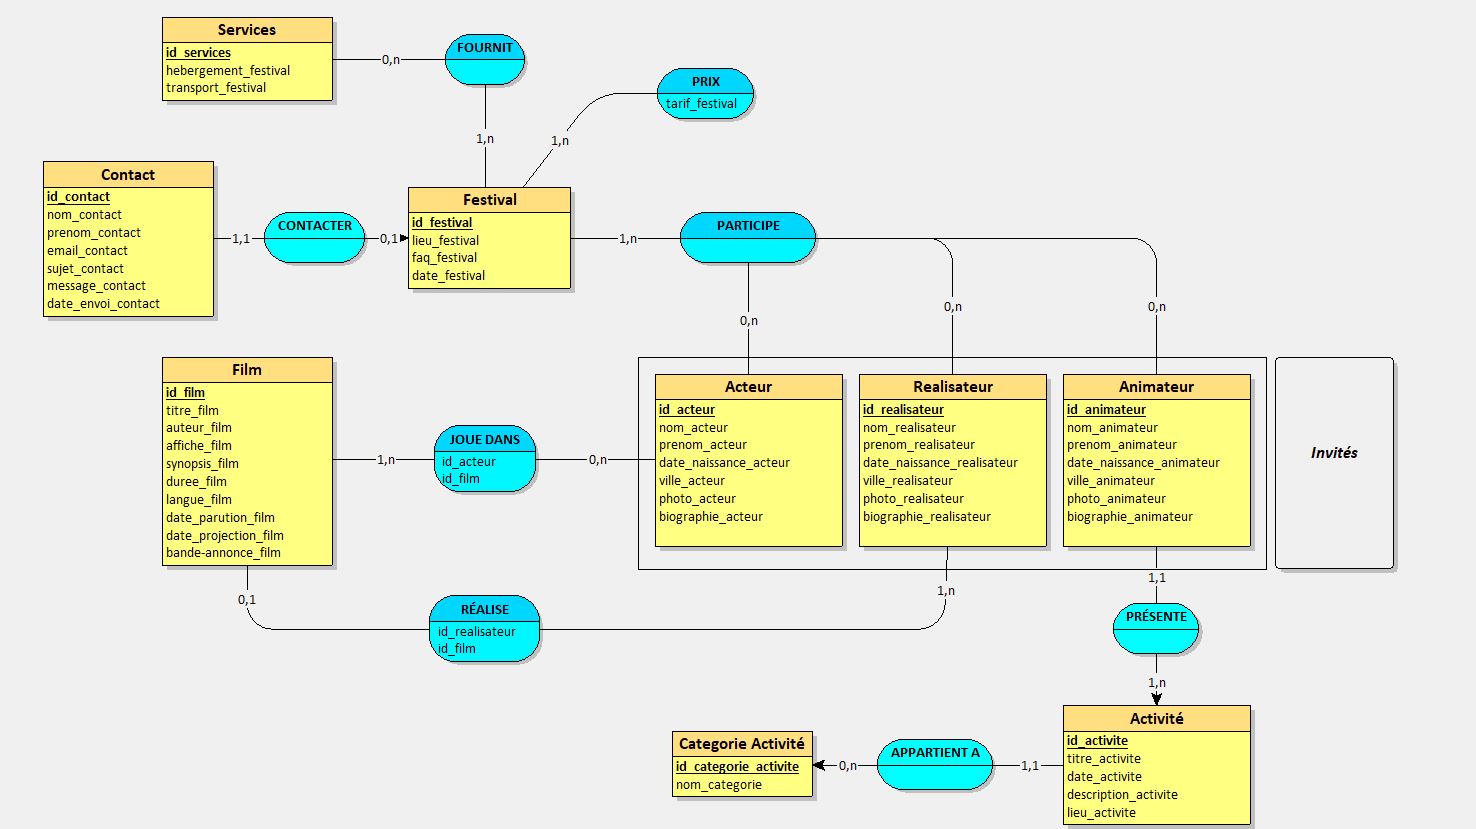 Services
id_services
hebergement_festival
transport_festival
0,n
FOURNIT
1,n
PRIX
tarif_festival
1,n
Contact
id_contact
nom_contact
prenom_contact
email_contact
sujet_contact
message_contact
date_envoi_contact
1,1
CONTACTER
0,1
Festival
id_festival
lieu_festival
faq_festival
date_festival
1,n
PARTICIPE
0,n
0,n
0,n
Film
id_film
titre_film
auteur_film
affiche_film
synopsis_film
duree_film
langue_film
date_parution_film
date_projection_film
bande-annonce_film
1,n
JOUE DANS
id_acteur
id_film
0,n
Acteur
id_acteur
nom_acteur
prenom_acteur
date_naissance_acteur
ville_acteur
photo_acteur
biographie_acteur
Realisateur
id_realisateur
nom_realisateur
prenom_realisateur
date_naissance_realisateur
ville_realisateur
photo_realisateur
biographie_realisateur
Animateur
id_animateur
nom_animateur
prenom_animateur
date_naissance_animateur
ville_animateur
photo_animateur
biographie_animateur
Invités
0,1
RÉALISE
id_realisateur
id_film
1,n
1,1
PRÉSENTE
1,n
Categorie Activité
id_categorie_activite
nom_categorie
0,n
APPARTIENT A
1,1
Activité
id_activite
titre_activite
date_activite
description_activite
lieu_activite